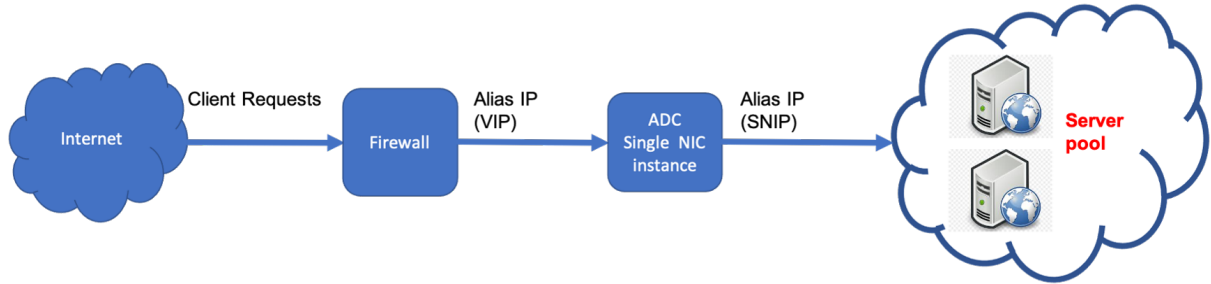 Internet
Client Requests
Firewall
Alias IP
(VIP)
ADC
Single NIC
instance
Alias IP
(SNIP)
Server
pool